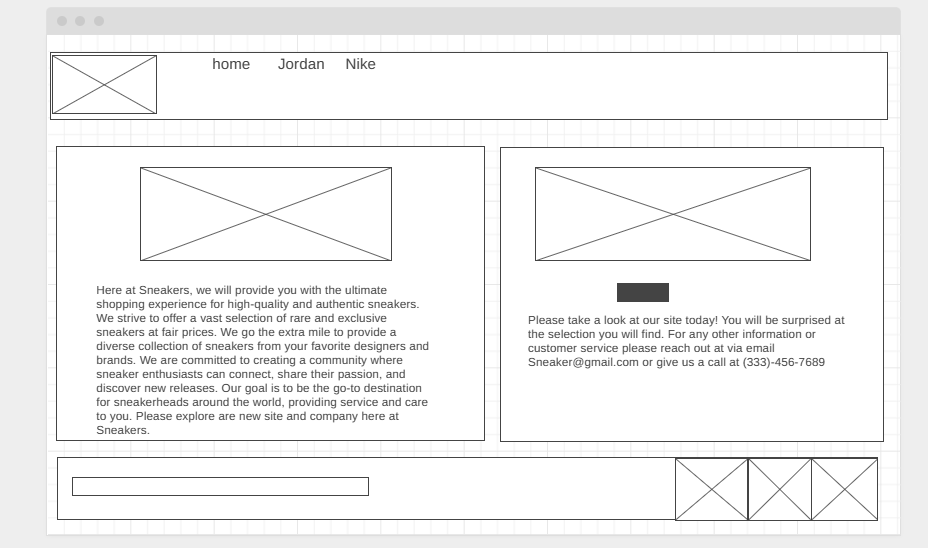 home Jordan Nike
Here at Sneakers, we will provide you with the ultimate
shopping experience for high-quality and authentic sneakers.
We strive to offer a vast selection of rare and exclusive
sneakers at fair prices. We go the extra mile to provide a
diverse collection of sneakers from your favorite designers and
brands. We are committed to creating a community where
sneaker enthusiasts can connect, share their passion, and
discover new releases. Our goal is to be the go-to destination
for sneakerheads around the world, providing service and care
to you. Please explore are new site and company here at
Sneakers.
Please take a look at our site today! You will be surprised at
the selection you will find. For any other information or
customer service please reach out at via email
Sneaker@gmail.com or give us a call at (333)-456-7689